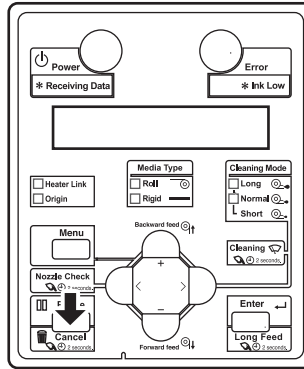 Power
Error
* Receiving Data
* Ink Low
Media Type
Cleaning Mode
Heater Link
Roll
Long
Origin
Rigid
Normal
Short
Menu
Backward feed
Cleaning
2 seconds.
Nozzle Check
2 seconds.
+
< >
−
Enter
Cancel
2 seconds.
Forward feed
Long Feed
2 seconds.